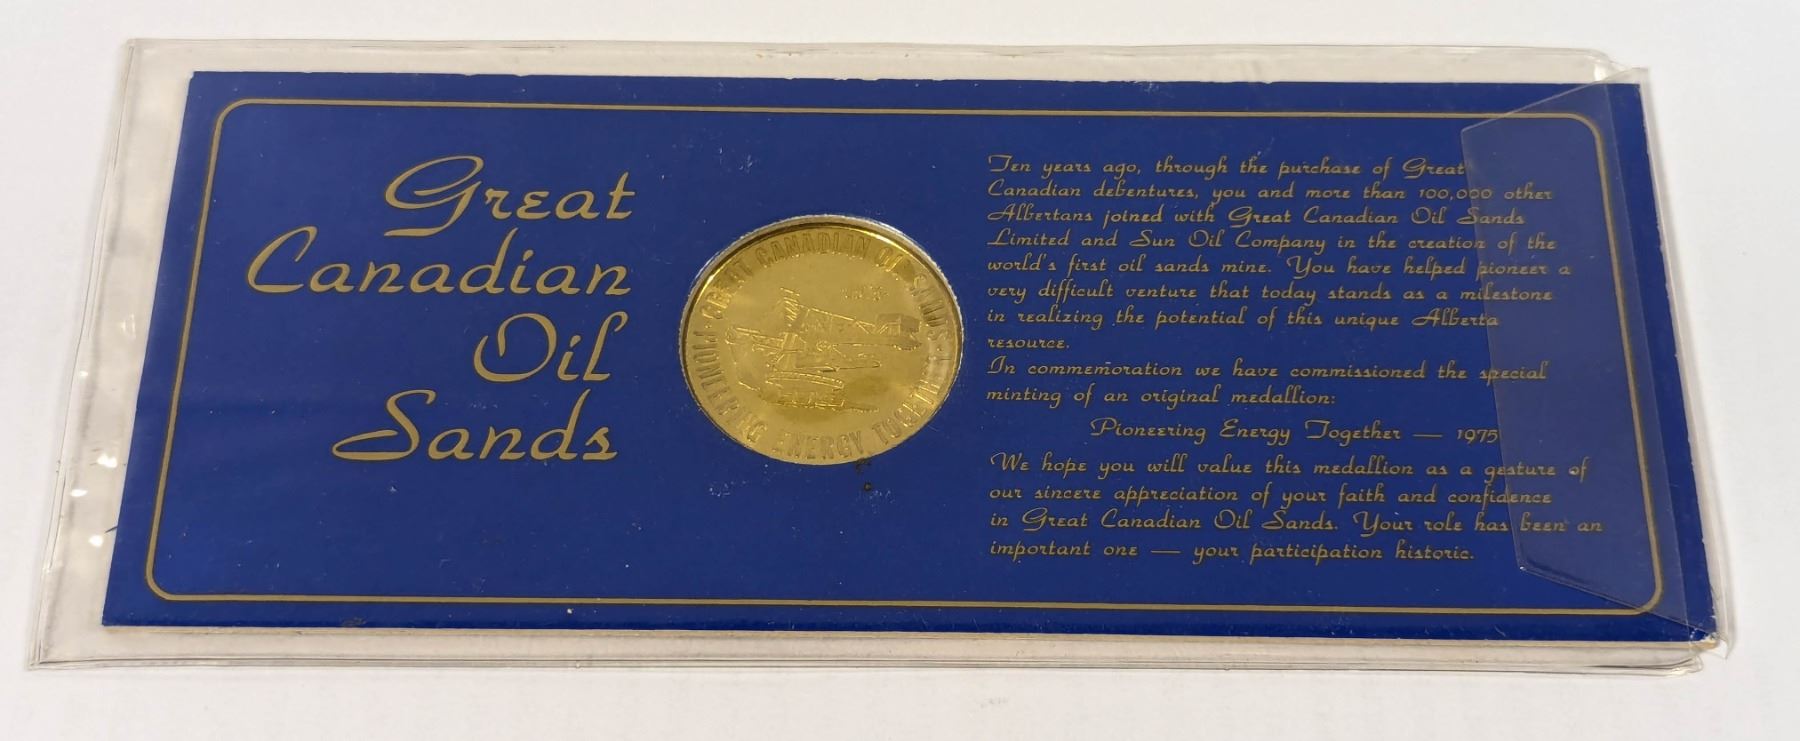 Great
Canadian
Oil
Sands
GREAT CANADIAN OIL SANDS
PIONEERING ENERGY TOGETHER
Ten years ago, through the purchase of Great
Canadian debentures, you and more than 100,000 other
Albertans joined with Great Canadian Oil Sands
Limited and Sun Oil Company in the creation of the
world's first oil sands mine. You have helped pioneer a
very difficult venture that today stands as a milestone
in realizing the potential of this unique Alberta
resource.
In commemoration we have commissioned the special
minting of an original medallion:
Pioneering Energy Together — 1975
We hope you will value this medallion as a gesture of
our sincere appreciation of your faith and confidence
in Great Canadian Oil Sands. Your role has been an
important one — your participation historic.